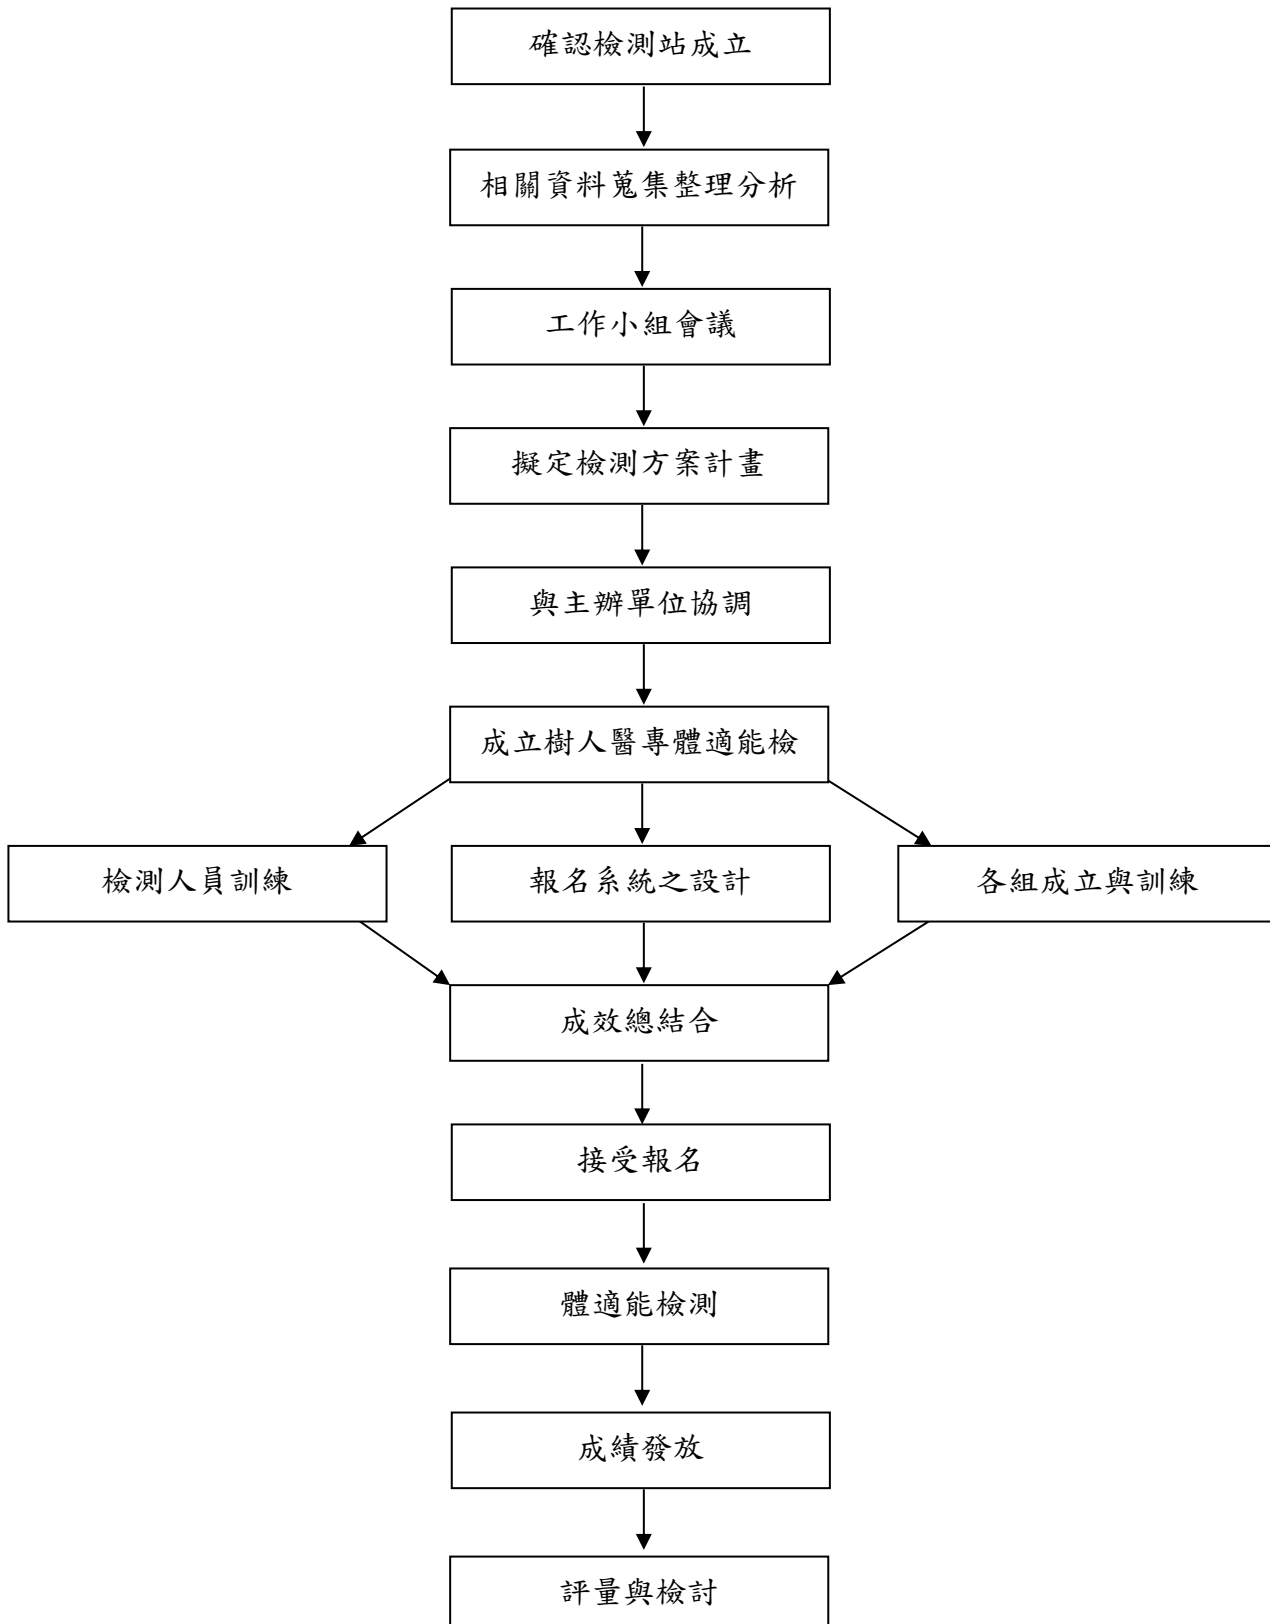 確認檢測站成立
相關資料蒐集整理分析
工作小組會議
擬定檢測方案計畫
與主辦單位協調
成立樹人醫專體適能檢
檢測人員訓練
報名系統之設計
各組成立與訓練
成效總結合
接受報名
體適能檢測
成績發放
評量與檢討